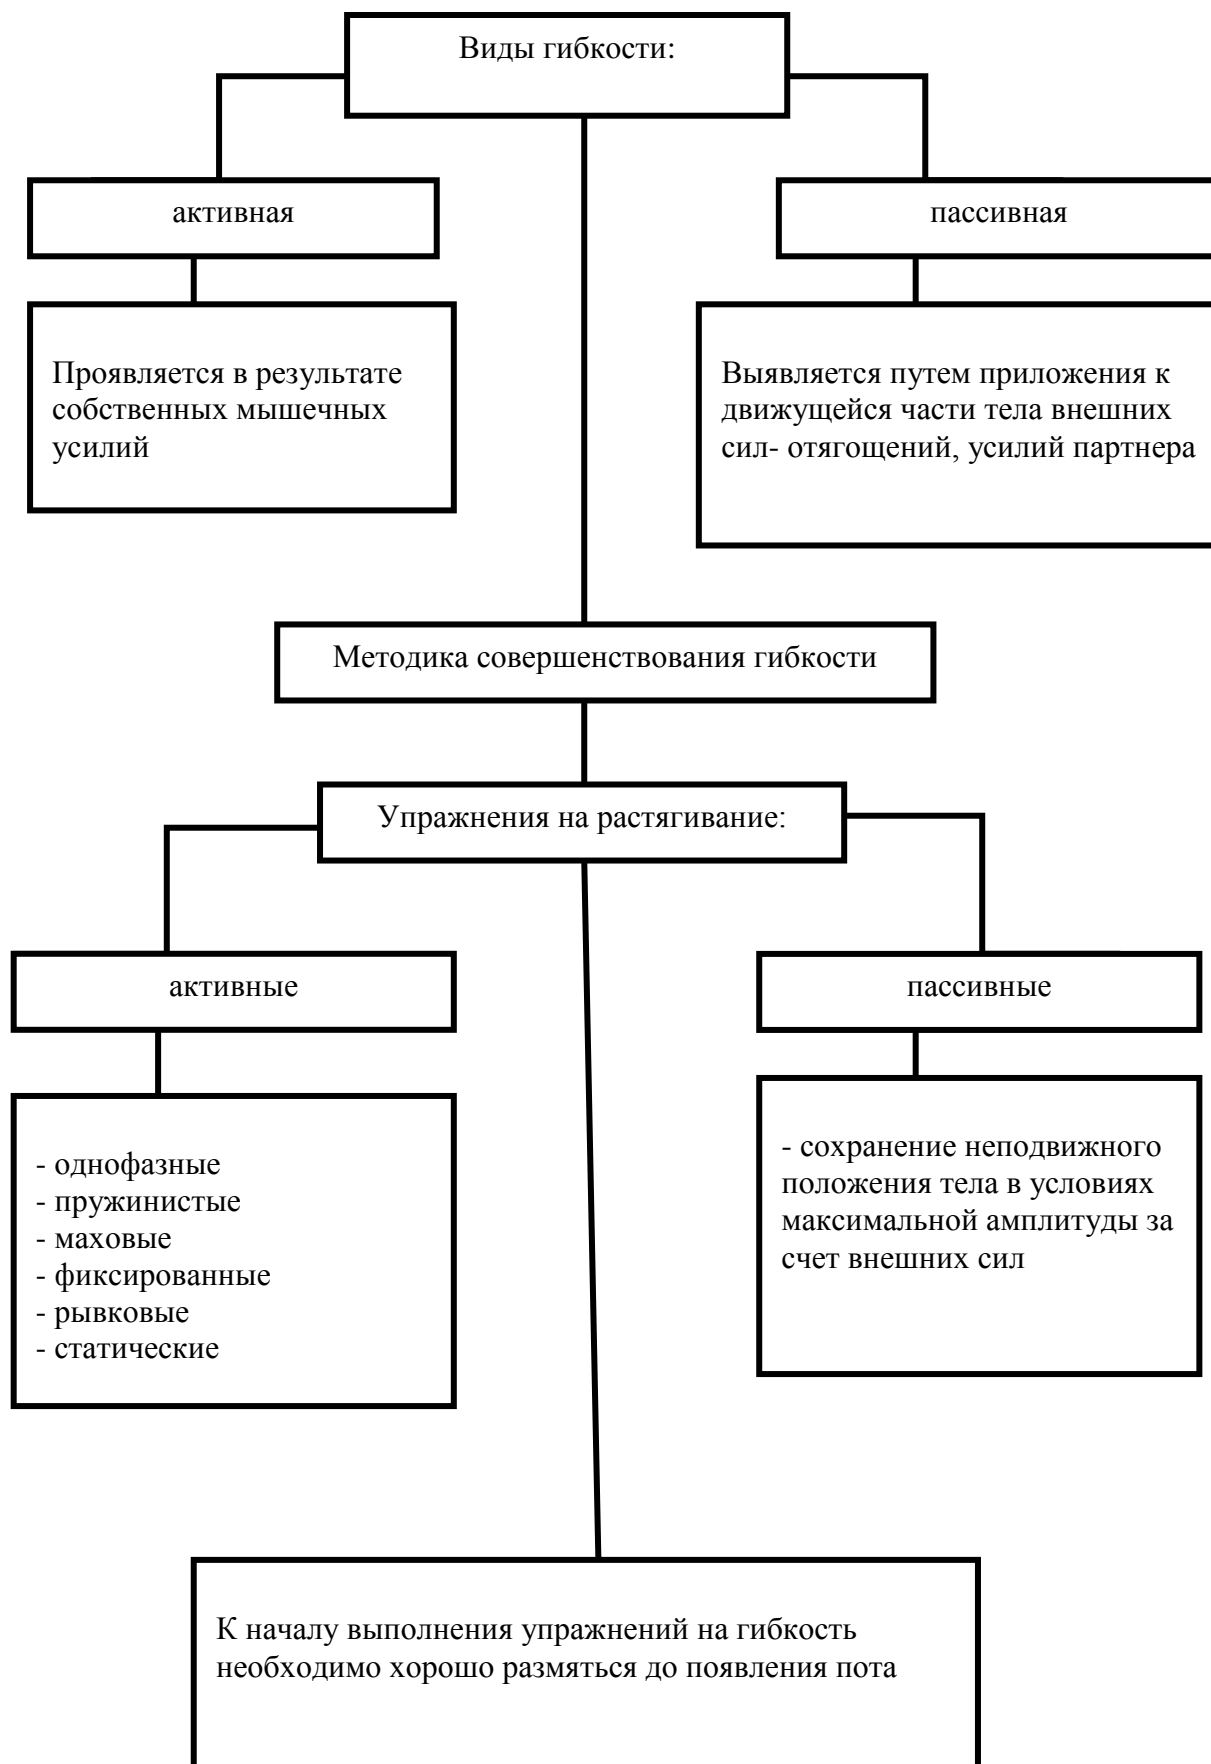 Виды гибкости:
активная
пассивная
Проявляется в результате
собственных мышечных
усилий
Выявляется путем приложения к
движущейся части тела внешних
сил- отягощений, усилий партнера
Методика совершенствования гибкости
Упражнения на растягивание:
активные
пассивные
- однофазные
- пружинистые
- маховые
- фиксированные
- рывковые
- статические
- сохранение неподвижного
положения тела в условиях
максимальной амплитуды за
счет внешних сил
К началу выполнения упражнений на гибкость
необходимо хорошо размяться до появления пота